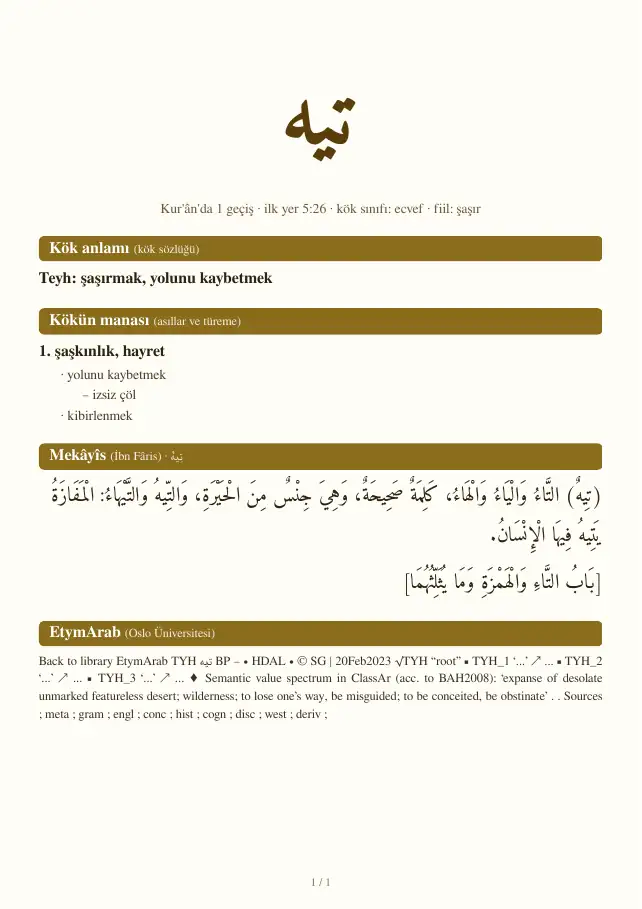 تيه
Kur'ân'da 1 geçiş · ilk yer 5:26 · kök sınıfı: ecvef · fiil: şaşır
Kök anlamı (kök sözlüğü)
Teyh: şaşırmak, yolunu kaybetmek
Kökün manası (asıllar ve türeme)
1. şaşkınlık, hayret
· yolunu kaybetmek
– izsiz çöl
· kibirlenmek
Mekâyîs (İbn Fâris) · تِيهٌ
(تِيهٌ) التَّاءُ وَالْيَاءُ وَالْهَاءُ، كَلِمَةٌ صَحِيحَةٌ، وَهِيَ جِنْسٌ مِنَ الْحَيْرَةِ، وَالتِّيهُ وَالتَّيْهَاءُ: الْمَفَازَةُ
يَتِيهُ فِيهَا الْإِنْسَانُ.
[بَابُ التَّاءِ وَالْهَمْزَةِ وَمَا يُثَلِّثُهُمَا]
EtymArab (Oslo Üniversitesi)
Back to library EtymArab TYH تيه BP – • HDAL • © SG | 20Feb2023 √TYH “root” ▪ TYH_1 ‘...’ ↗ ... ▪ TYH_2
‘...’ ↗ ... ▪ TYH_3 ‘...’ ↗ ... ♦ Semantic value spectrum in ClassAr (acc. to BAH2008): ‘expanse of desolate
unmarked featureless desert; wilderness; to lose one’s way, be misguided; to be conceited, be obstinate’ . . Sources
; meta ; gram ; engl ; conc ; hist ; cogn ; disc ; west ; deriv ;
1 / 1